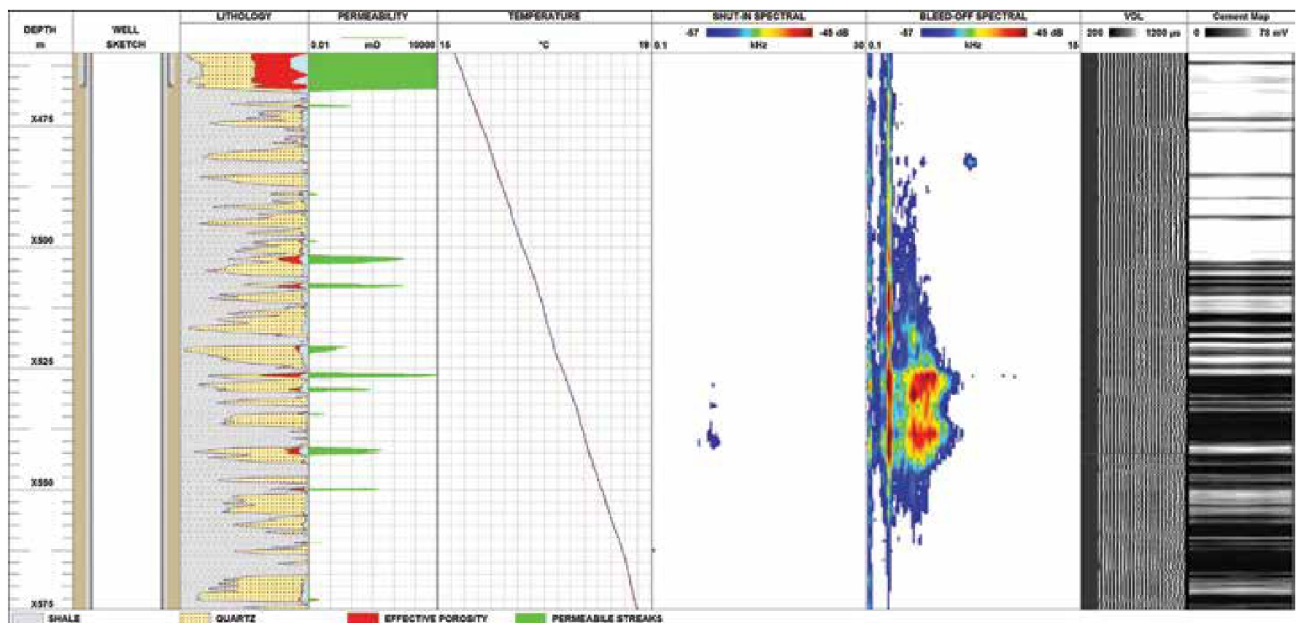 DEPTH
m
WELL
SKETCH
LITHOLOGY
PERMEABILITY
0.01 mD 10000
TEMPERATURE
15 °C 19
SHUT-IN SPECTRAL
-57 -45 dB
0.1 kHz 30
BLEED-OFF SPECTRAL
-57 -45 dB
0.1 kHz 15
VDL
200 1200 µs
Cement Map
0 75 mV
X475
X500
X525
X550
X575
SHALE QUARTZ EFFECTIVE POROSITY PERMEABILE STREAKS